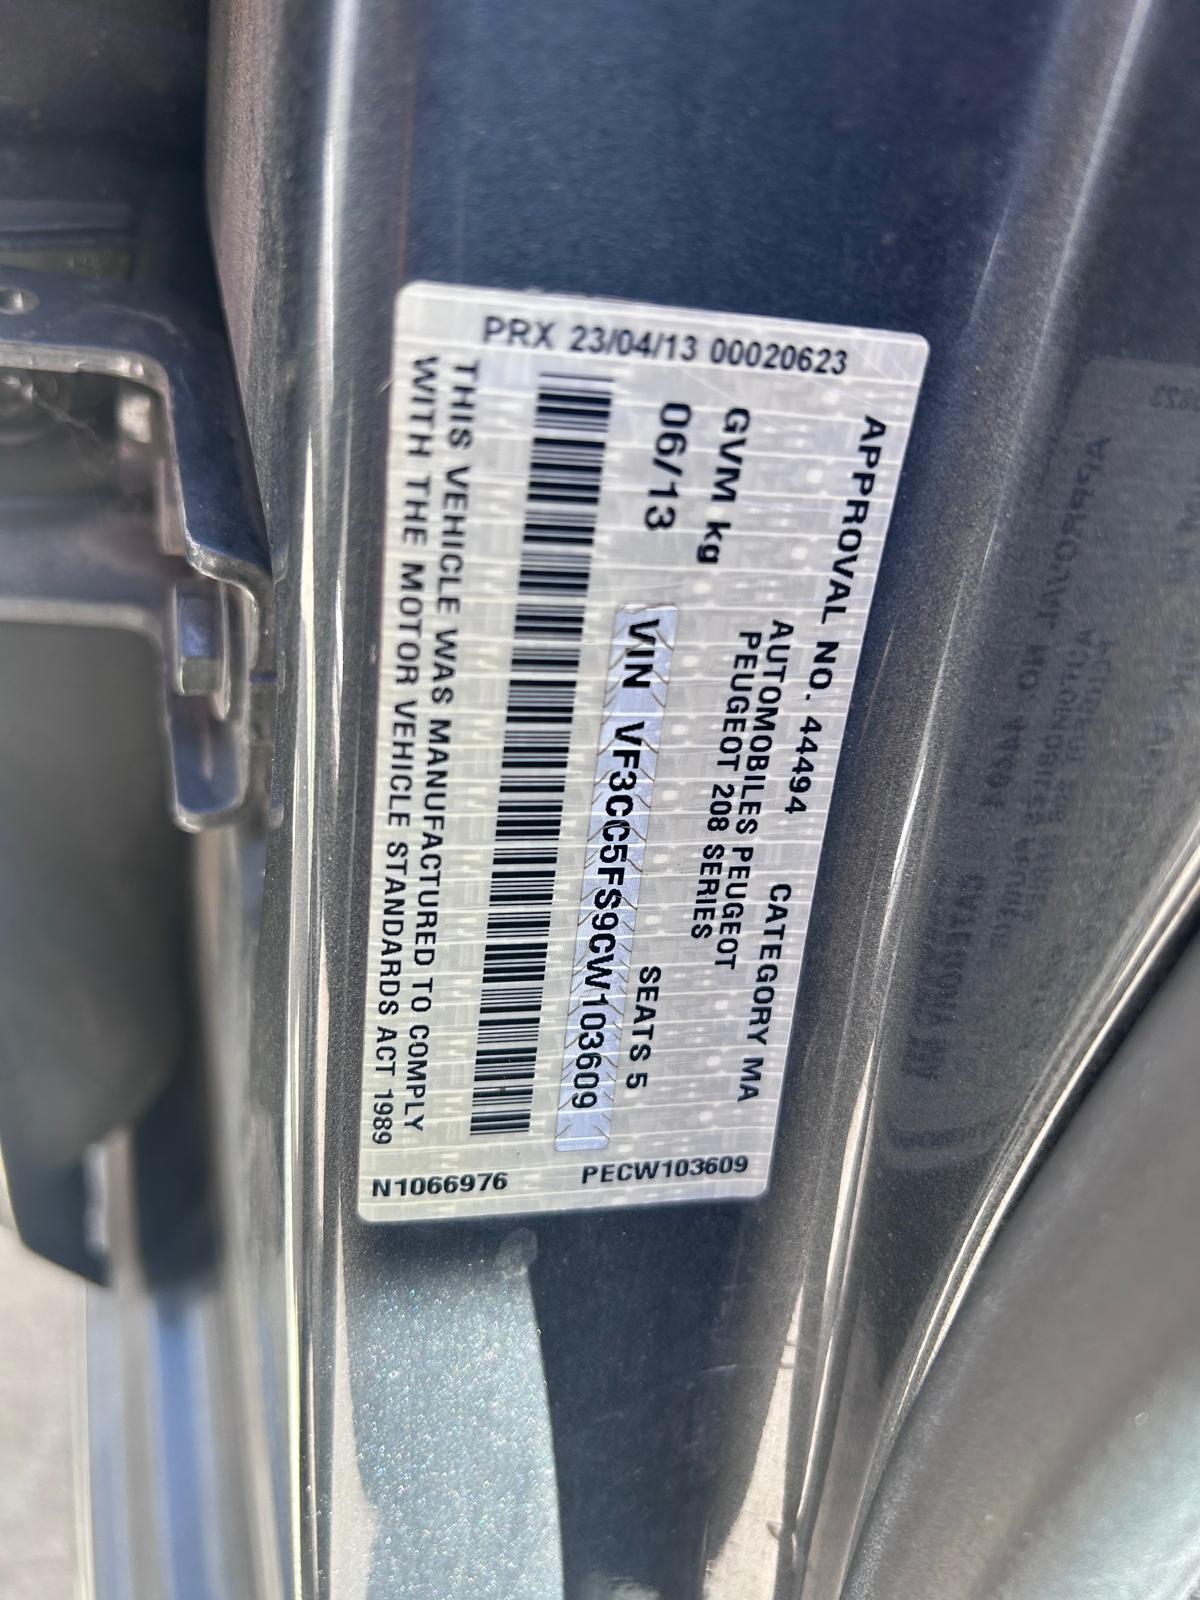 PRX 23/04/13 00020623
APPROVAL NO. 44494 CATEGORY MA
AUTOMOBILES PEUGEOT
GVM kg PEUGEOT 208 SERIES
06/13 SEATS 5
VIN VF3CC5FS9CW103609
THIS VEHICLE WAS MANUFACTURED TO COMPLY
WITH THE MOTOR VEHICLE STANDARDS ACT 1989
PECW103609
N1066976